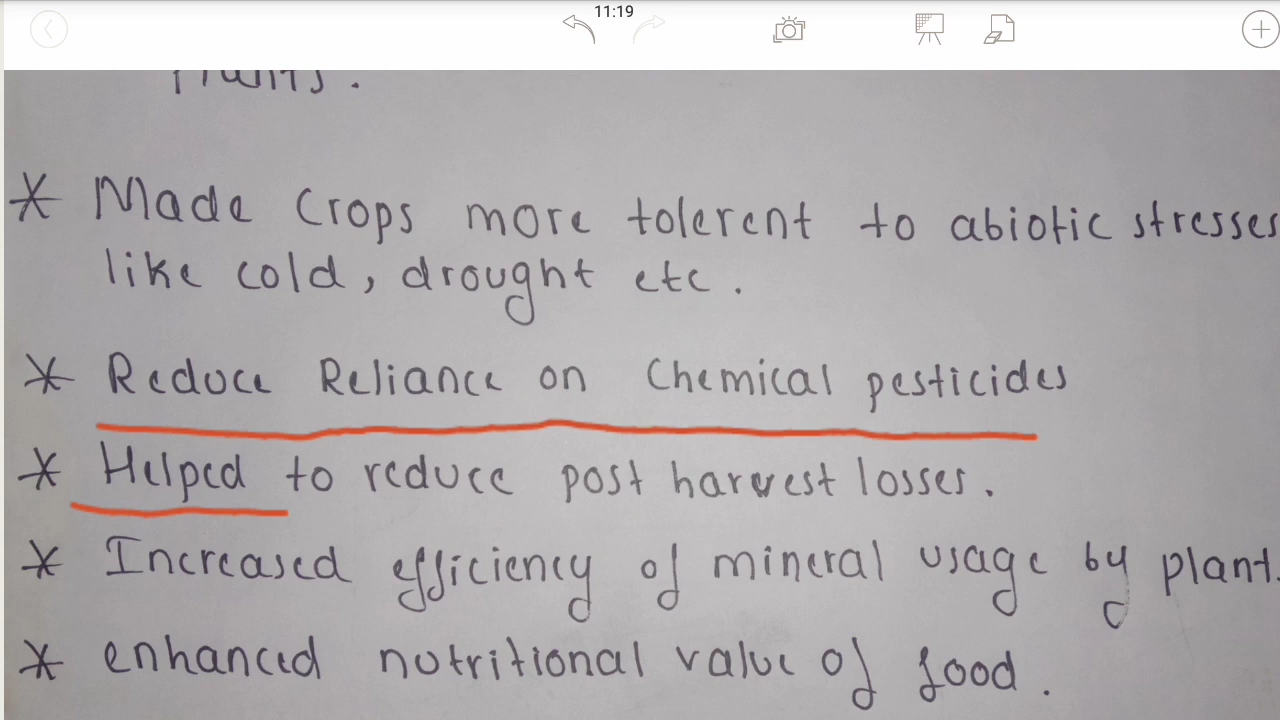 11:19
* Made Crops more tolerent to abiotic stresses
like cold, drought etc.
* Reduce Reliance on Chemical pesticides
* Helped to reduce post harvest losses.
* Increased efficiency of mineral usage by plant.
* enhanced nutritional value of food.